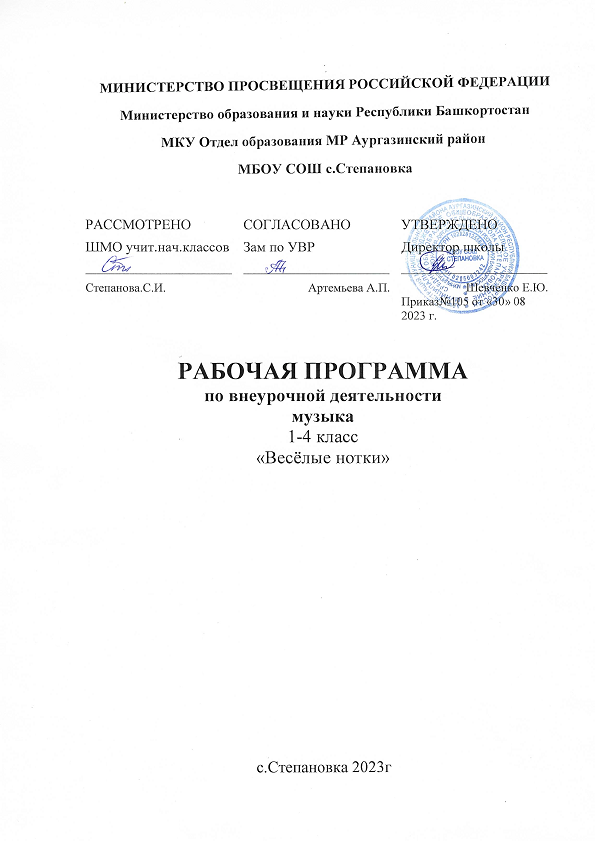 МИНИСТЕРСТВО ПРОСВЕЩЕНИЯ РОССИЙСКОЙ ФЕДЕРАЦИИ
Министерство образования и науки Республики Башкортостан
МКУ Отдел образования МР Аургазинский район
МБОУ СОШ с.Степановка
РАССМОТРЕНО
ШМО учит.нач.классов
Степанова.С.И.
СОГЛАСОВАНО
Зам по УВР
Артемьева А.П.
УТВЕРЖДЕНО
Директор школы
Шевченко Е.Ю.
Приказ№105 от «30» 08
2023 г.
СТЕПАНОВКА
РАБОЧАЯ ПРОГРАММА
по внеурочной деятельности
музыка
1-4 класс
«Весёлые нотки»
с.Степановка 2023г